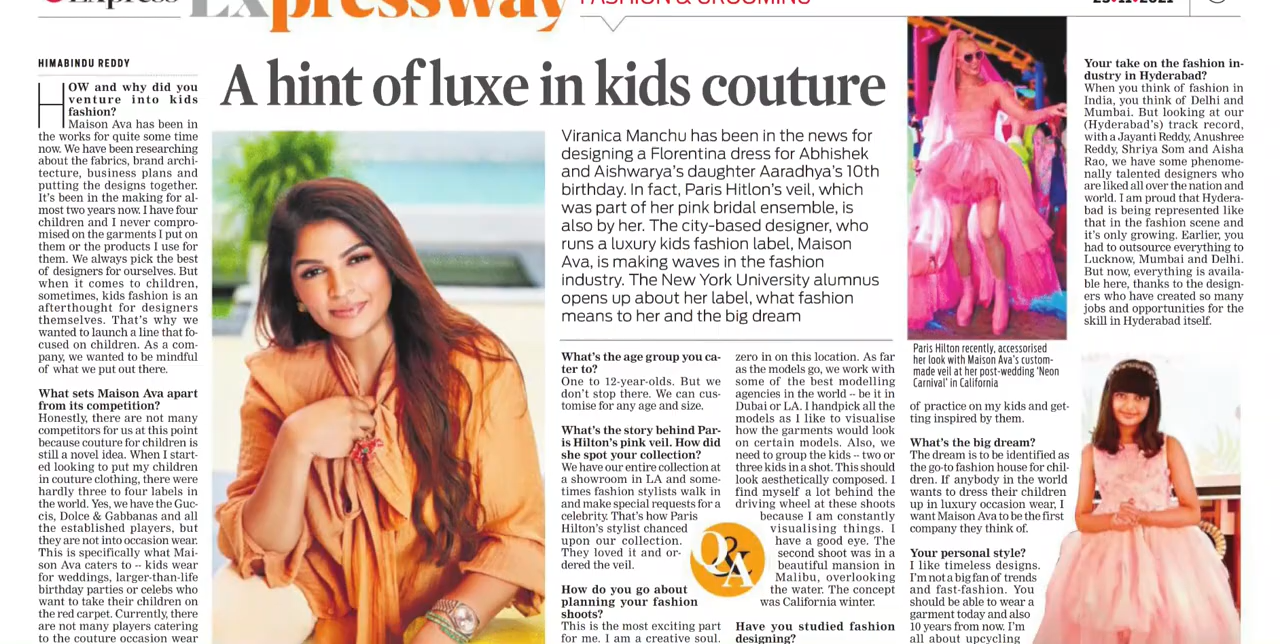 Express
Expressway
FASHION & GROOMING
HIMABINDU REDDY
A hint of luxe in kids couture
HOW and why did you
venture into kids
fashion?
Maison Ava has been in
the works for quite some time
now. We have been researching
about the fabrics, brand archi-
tecture, business plans and
putting the designs together.
It's been in the making for al-
most two years now. I have four
children and I never compro-
mised on the garments I put on
them or the products I use for
them. We always pick the best
of designers for ourselves. But
when it comes to children,
sometimes, kids fashion is an
afterthought for designers
themselves. That's why we
wanted to launch a line that fo-
cused on children. As a com-
pany, we wanted to be mindful
of what we put out there.
What sets Maison Ava apart
from its competition?
Honestly, there are not many
competitors for us at this point
because couture for children is
still a novel idea. When I start-
ed looking to put my children
in couture clothing, there were
hardly three to four labels in
the world. Yes, we have the Guc-
cis, Dolce & Gabbanas and all
the established players, but
they are not into occasion wear.
This is specifically what Mai-
son Ava caters to -- kids wear
for weddings, larger-than-life
birthday parties or celebs who
want to take their children on
the red carpet. Currently, there
are not many players catering
to the couture occasion wear
Viranica Manchu has been in the news for
designing a Florentina dress for Abhishek
and Aishwarya's daughter Aaradhya's 10th
birthday. In fact, Paris Hitlon's veil, which
was part of her pink bridal ensemble, is
also by her. The city-based designer, who
runs a luxury kids fashion label, Maison
Ava, is making waves in the fashion
industry. The New York University alumnus
opens up about her label, what fashion
means to her and the big dream
What's the age group you ca-
ter to?
One to 12-year-olds. But we
don't stop there. We can cus-
tomise for any age and size.
What's the story behind Par-
is Hilton's pink veil. How did
she spot your collection?
We have our entire collection at
a showroom in LA and some-
times fashion stylists walk in
and make special requests for a
celebrity. That's how Paris
Hilton's stylist chanced
upon our collection.
They loved it and or-
dered the veil.
How do you go about
planning your fashion
shoots?
This is the most exciting part
for me. I am a creative soul.
Q&A
zero in on this location. As far
as the models go, we work with
some of the best modelling
agencies in the world -- be it in
Dubai or LA. I handpick all the
models as I like to visualise
how the garments would look
on certain models. Also, we
need to group the kids -- two or
three kids in a shot. This should
look aesthetically composed. I
find myself a lot behind the
driving wheel at these shoots
because I am constantly
visualising things. I
have a good eye. The
second shoot was in a
beautiful mansion in
Malibu, overlooking
the water. The concept
was California winter.
Have you studied fashion
designing?
Paris Hilton recently, accessorised
her look with Maison Ava's custom-
made veil at her post-wedding 'Neon
Carnival' in California
of practice on my kids and get-
ting inspired by them.
What's the big dream?
The dream is to be identified as
the go-to fashion house for chil-
dren. If anybody in the world
wants to dress their children
up in luxury occasion wear, I
want Maison Ava to be the first
company they think of.
Your personal style?
I like timeless designs.
I'm not a big fan of trends
and fast-fashion. You
should be able to wear a
garment today and also
10 years from now. I'm
all about upcycling
Your take on the fashion in-
dustry in Hyderabad?
When you think of fashion in
India, you think of Delhi and
Mumbai. But looking at our
(Hyderabad's) track record,
with a Jayanti Reddy, Anushree
Reddy, Shriya Som and Aisha
Rao, we have some phenome-
nally talented designers who
are liked all over the nation and
world. I am proud that Hydera-
bad is being represented like
that in the fashion scene and
it's only growing. Earlier, you
had to outsource everything to
Lucknow, Mumbai and Delhi.
But now, everything is availa-
ble here, thanks to the design-
ers who have created so many
jobs and opportunities for the
skill in Hyderabad itself.